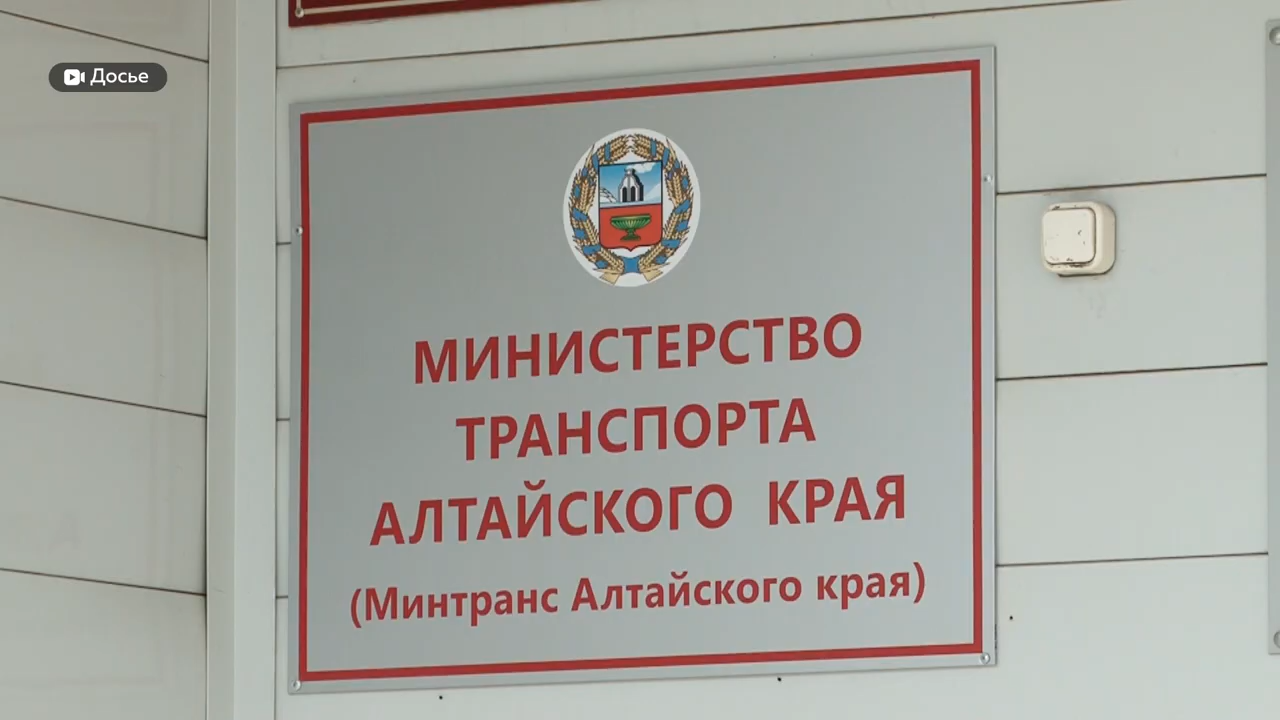 Досье
МИНИСТЕРСТВО
ТРАНСПОРТА
АЛТАЙСКОГО КРАЯ
(Минтранс Алтайского края)